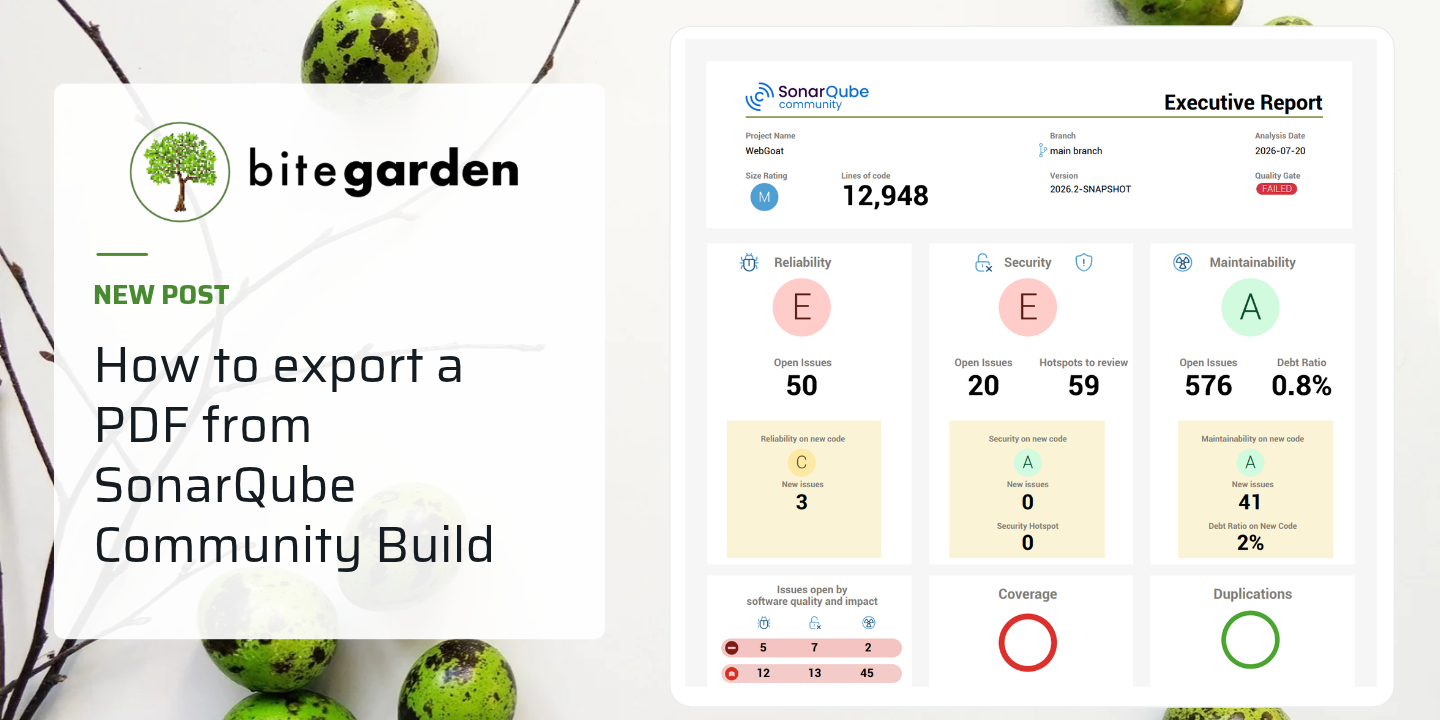 bitegarden
NEW POST
How to export a
PDF from
SonarQube
Community Build
SonarQube
community
Executive Report
Project Name
WebGoat
Branch
main branch
Analysis Date
2026-07-20
Size Rating
M
Lines of code
12,948
Version
2026.2-SNAPSHOT
Quality Gate
FAILED
Reliability
E
Open Issues
50
Reliability on new code
C
New issues
3
Security
E
Open Issues
20
Hotspots to review
59
Security on new code
A
New issues
0
Security Hotspot
0
Maintainability
A
Open Issues
576
Debt Ratio
0.8%
Maintainability on new code
A
New issues
41
Debt Ratio on New Code
2%
Issues open by
software quality and impact
5 7 2
12 13 45
Coverage
Duplications